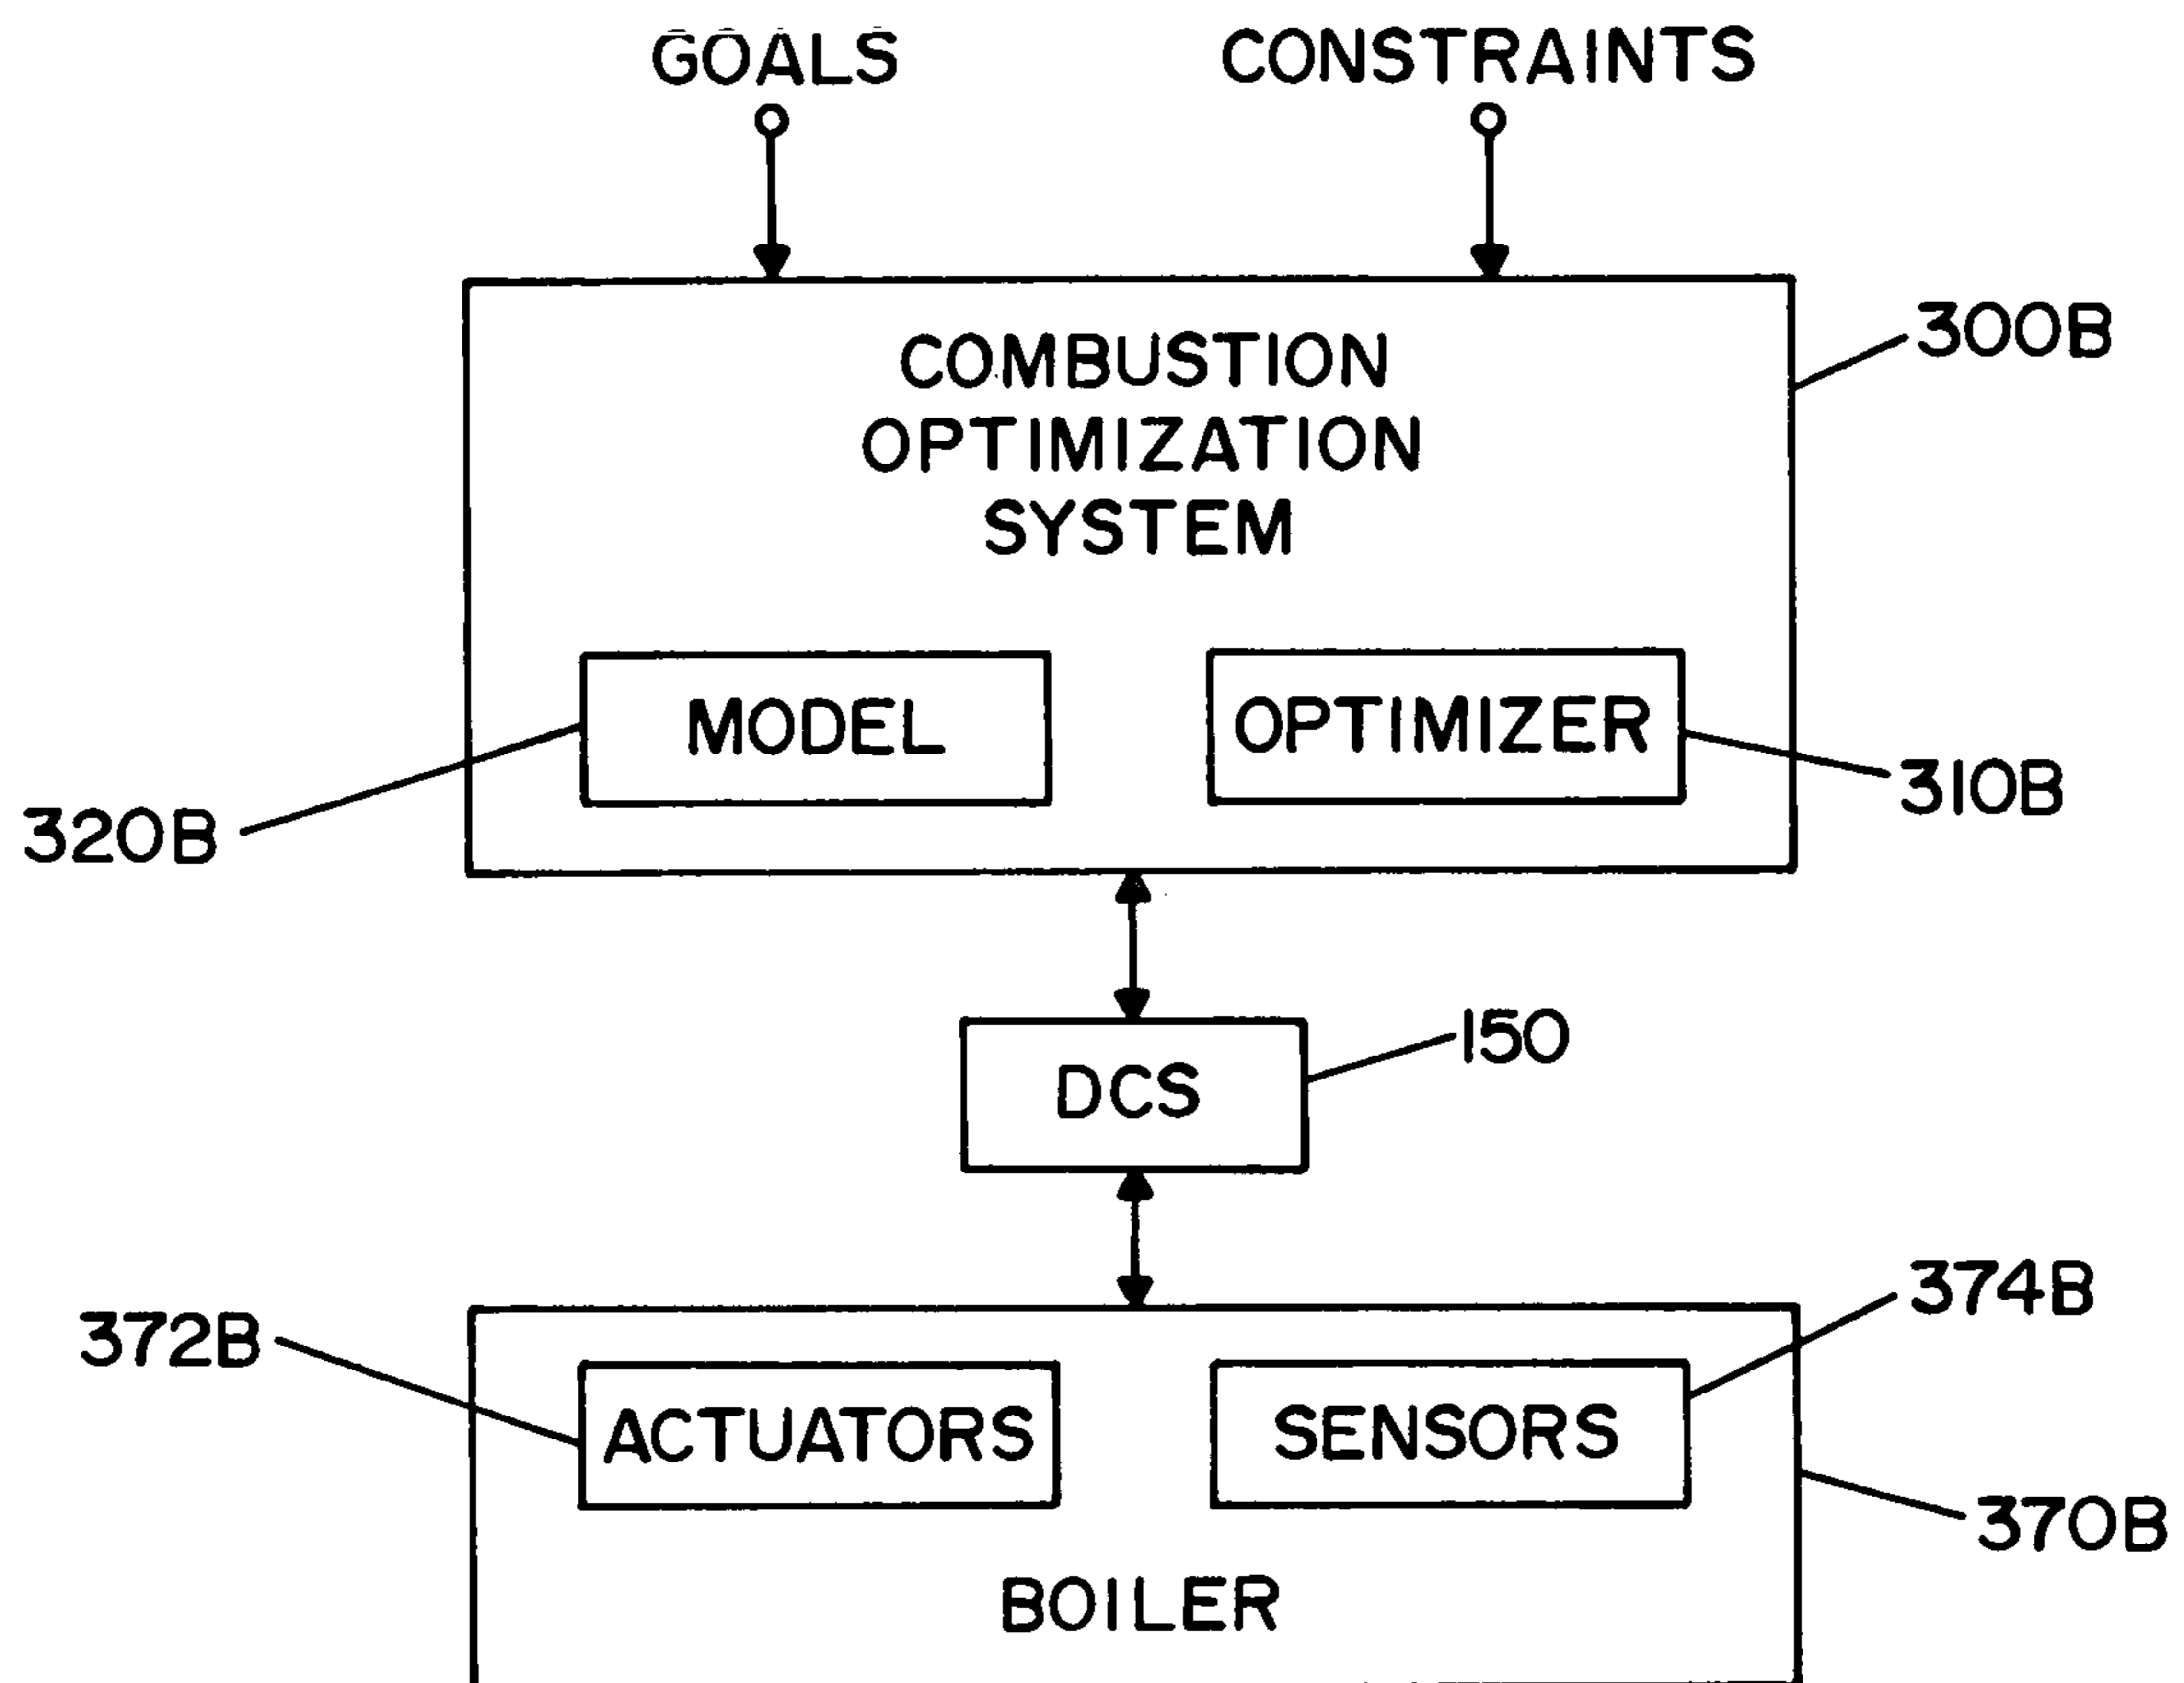 GOALS
CONSTRAINTS
COMBUSTION
OPTIMIZATION
SYSTEM
300B
MODEL
OPTIMIZER
310B
320B
DCS
150
374B
372B
ACTUATORS
SENSORS
370B
BOILER